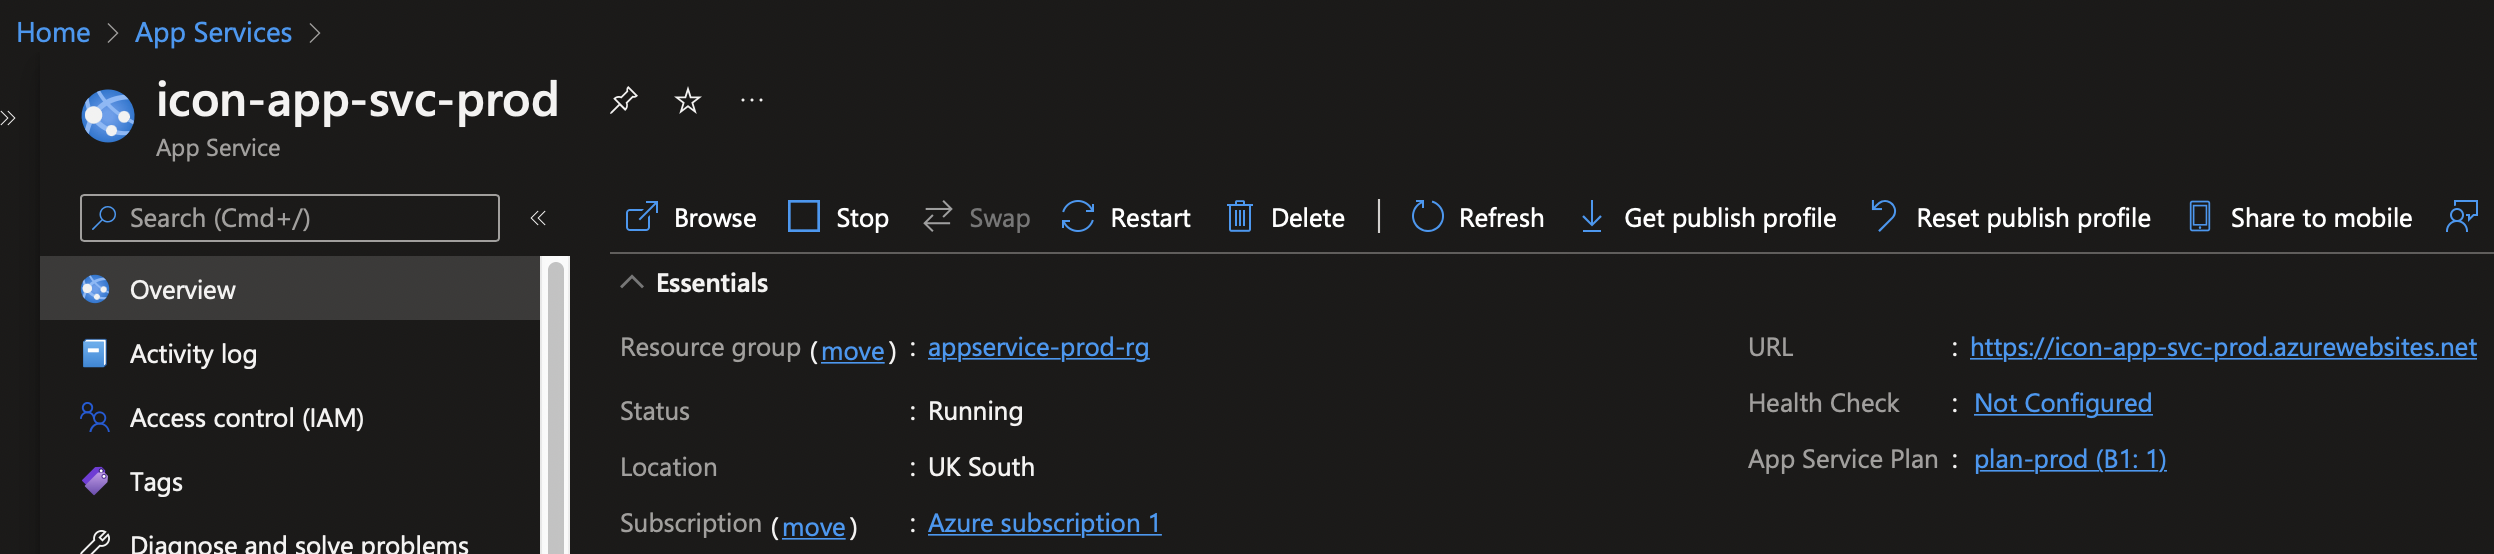 Home > App Services >
icon-app-svc-prod
App Service
Search (Cmd+/)
Browse Stop Swap Restart Delete | Refresh Get publish profile Reset publish profile Share to mobile
Overview
Activity log
Access control (IAM)
Tags
Diagnose and solve problems
Essentials
Resource group (move) : appservice-prod-rg
Status : Running
Location : UK South
Subscription (move) : Azure subscription 1
URL : https://icon-app-svc-prod.azurewebsites.net
Health Check : Not Configured
App Service Plan : plan-prod (B1: 1)